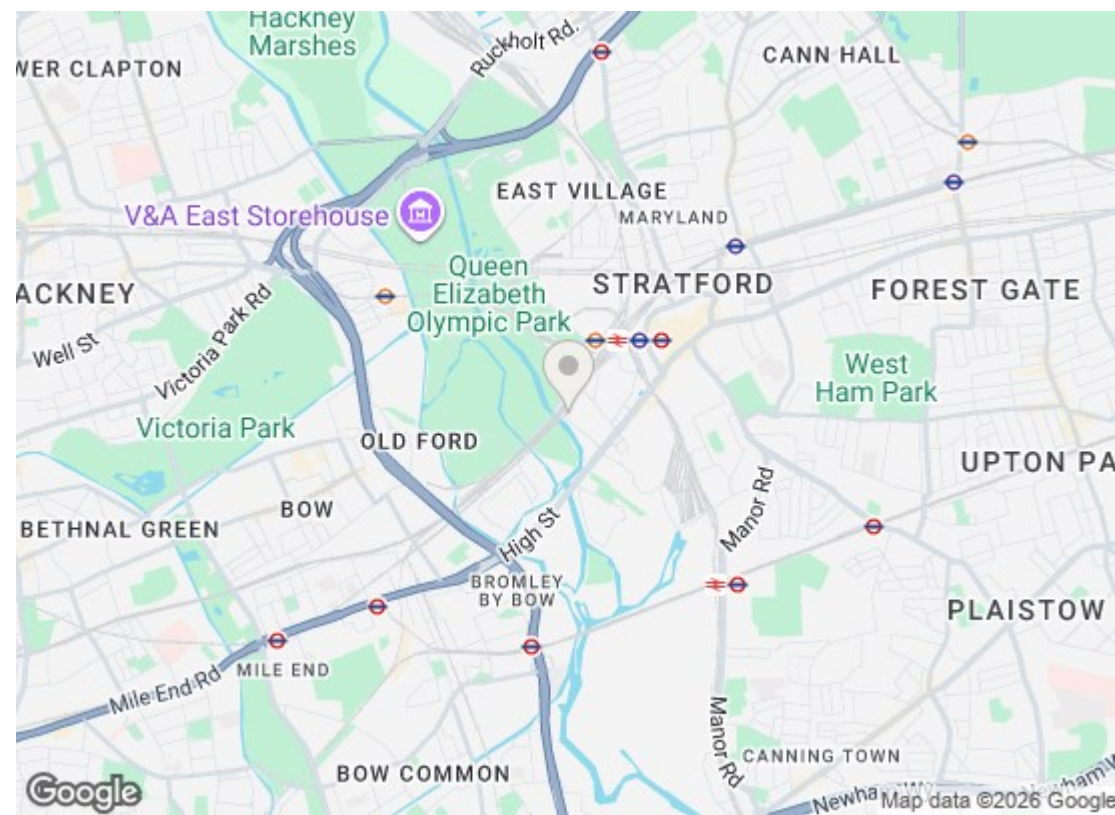 Hackney
Marshes
Ruckholt Rd.
CANN HALL
WER CLAPTON
EAST VILLAGE
MARYLAND
V&A East Storehouse
Queen
Elizabeth
Olympic Park
STRATFORD
ACKNEY
FOREST GATE
Well St
Victoria Park Rd
West
Ham Park
Victoria Park
OLD FORD
UPTON PA
BOW
Manor Rd
BETHNAL GREEN
High St
BROMLEY
BY BOW
PLAISTOW
MILE END
Mile End Rd
Manor Rd
CANNING TOWN
BOW COMMON
Google
Newham W
Map data ©2026 Google